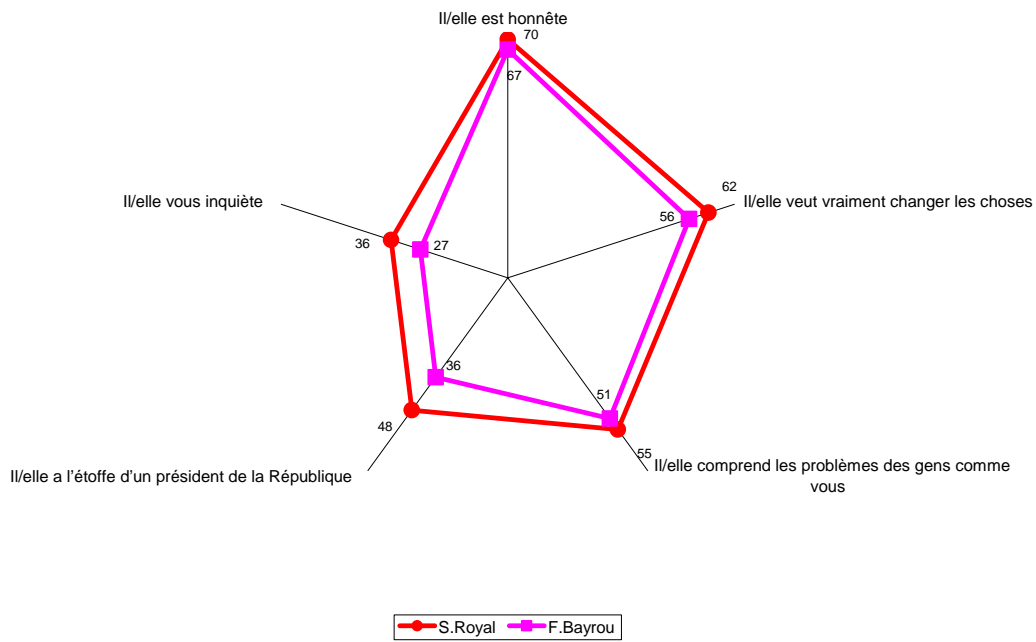 Il/elle est honnête
70
67
62
Il/elle veut vraiment changer les choses
56
Il/elle vous inquiète
36
27
36
51
48
55
Il/elle comprend les problèmes des gens comme
vous
Il/elle a l’étoffe d’un président de la République
S.Royal F.Bayrou